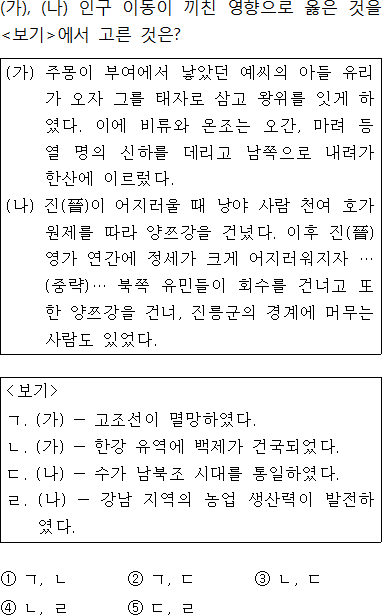 (가), (나) 인구 이동이 끼친 영향으로 옳은 것을
<보기>에서 고른 것은?
(가) 주몽이 부여에서 낳았던 예씨의 아들 유리
가 오자 그를 태자로 삼고 왕위를 잇게 하
였다. 이에 비류와 온조는 오간, 마려 등
열 명의 신하를 데리고 남쪽으로 내려가
한산에 이르렀다.
(나) 진(晉)이 어지러울 때 낭야 사람 천여 호가
원제를 따라 양쯔강을 건넜다. 이후 진(晉)
영가 연간에 정세가 크게 어지러워지자 …
(중략)… 북쪽 유민들이 회수를 건너고 또
한 양쯔강을 건너, 진릉군의 경계에 머무는
사람도 있었다.
<보기>
ㄱ. (가) - 고조선이 멸망하였다.
ㄴ. (가) - 한강 유역에 백제가 건국되었다.
ㄷ. (나) - 수가 남북조 시대를 통일하였다.
ㄹ. (나) - 강남 지역의 농업 생산력이 발전하
였다.
① ㄱ, ㄴ ② ㄱ, ㄷ ③ ㄴ, ㄷ
④ ㄴ, ㄹ ⑤ ㄷ, ㄹ